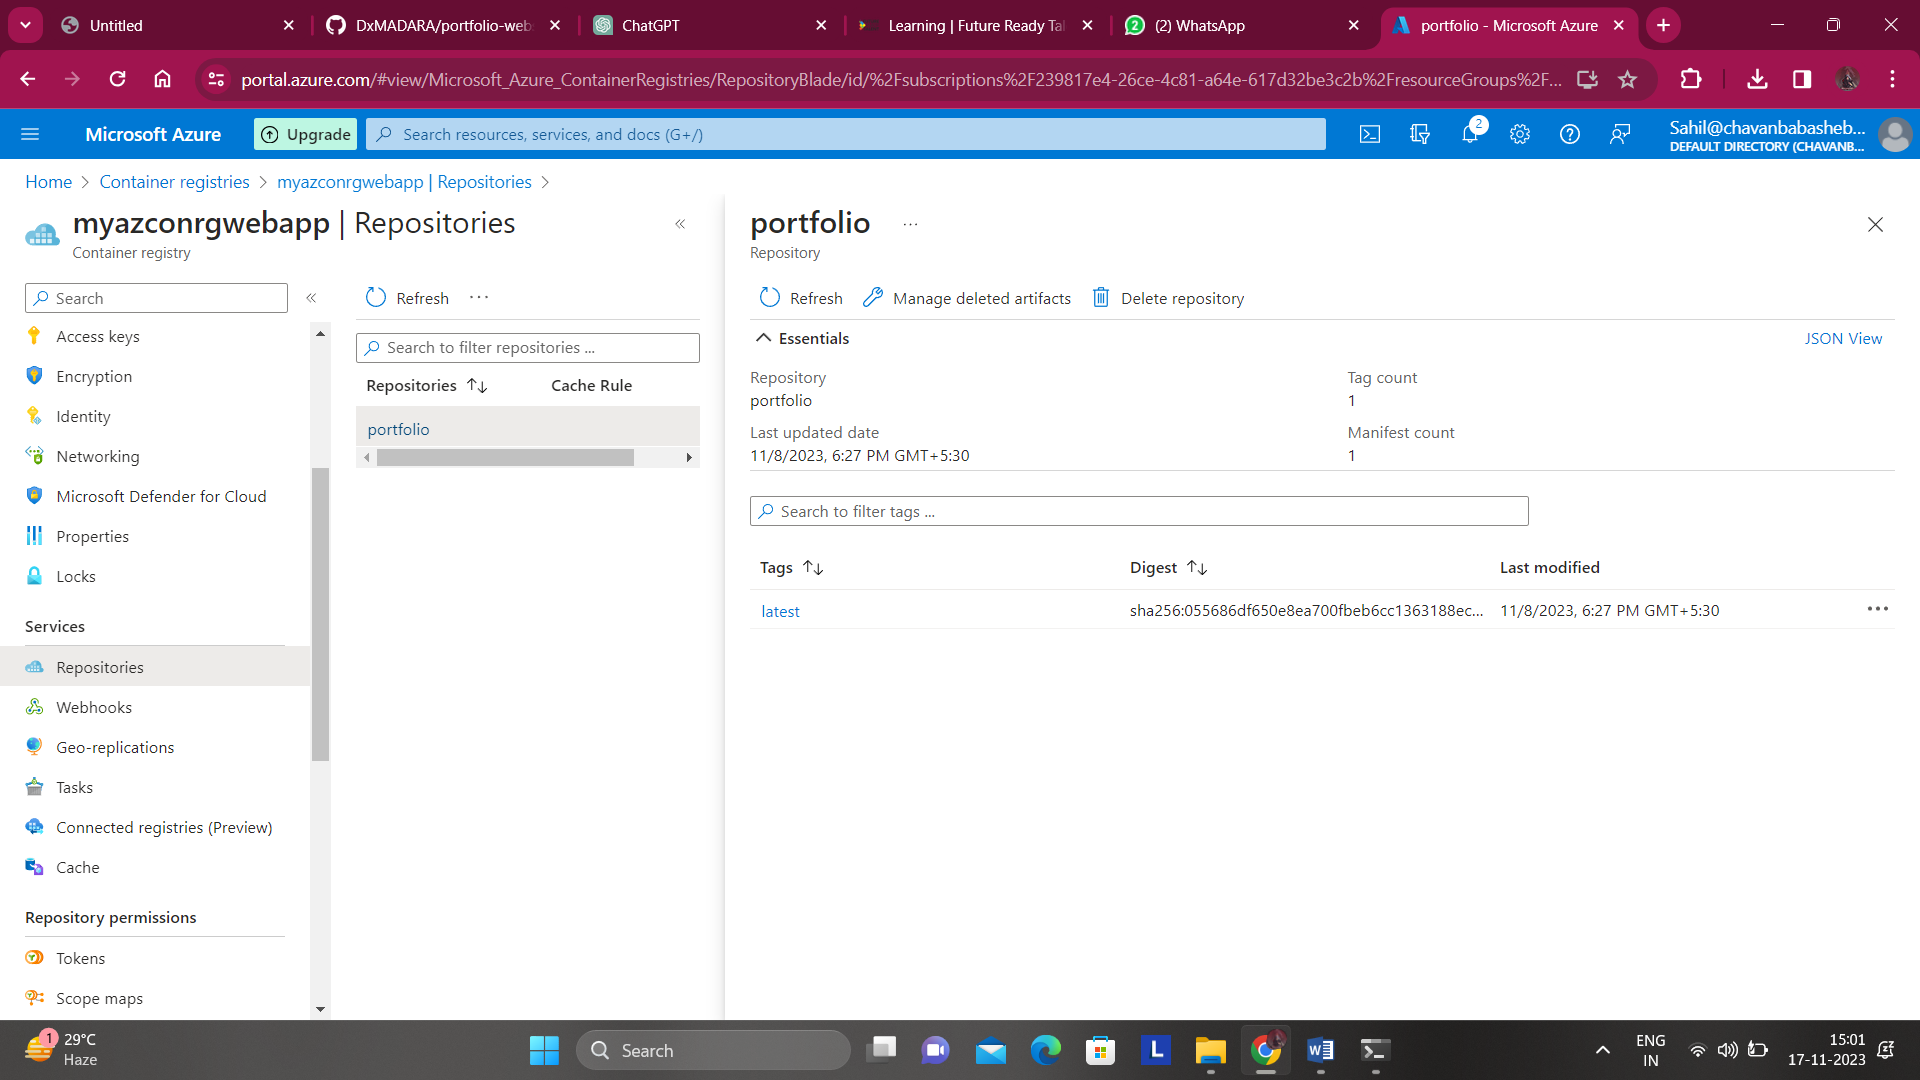 Untitled
DxMADARA/portfolio-web
ChatGPT
Learning | Future Ready Tal
(2) WhatsApp
portfolio - Microsoft Azure
portal.azure.com/#view/Microsoft_Azure_ContainerRegistries/RepositoryBlade/id/%2Fsubscriptions%2F239817e4-26ce-4c81-a64e-617d32be3c2b%2FresourceGroups%2F...
Microsoft Azure
Upgrade
Search resources, services, and docs (G+/)
2
Sahil@chavanbabasheb...
DEFAULT DIRECTORY (CHAVANB...
Home > Container registries > myazconrgwebapp | Repositories >
myazconrgwebapp | Repositories
Container registry
Search
Access keys
Encryption
Identity
Networking
Microsoft Defender for Cloud
Properties
Locks
Services
Repositories
Webhooks
Geo-replications
Tasks
Connected registries (Preview)
Cache
Repository permissions
Tokens
Scope maps
Refresh ...
Search to filter repositories ...
Repositories
Cache Rule
portfolio
portfolio ...
Repository
Refresh
Manage deleted artifacts
Delete repository
Essentials
JSON View
Repository
portfolio
Last updated date
11/8/2023, 6:27 PM GMT+5:30
Tag count
1
Manifest count
1
Search to filter tags ...
Tags
Digest
Last modified
latest
sha256:055686df650e8ea700fbeb6cc1363188ec...
11/8/2023, 6:27 PM GMT+5:30
1
29°C
Haze
Search
L
ENG
IN
15:01
17-11-2023